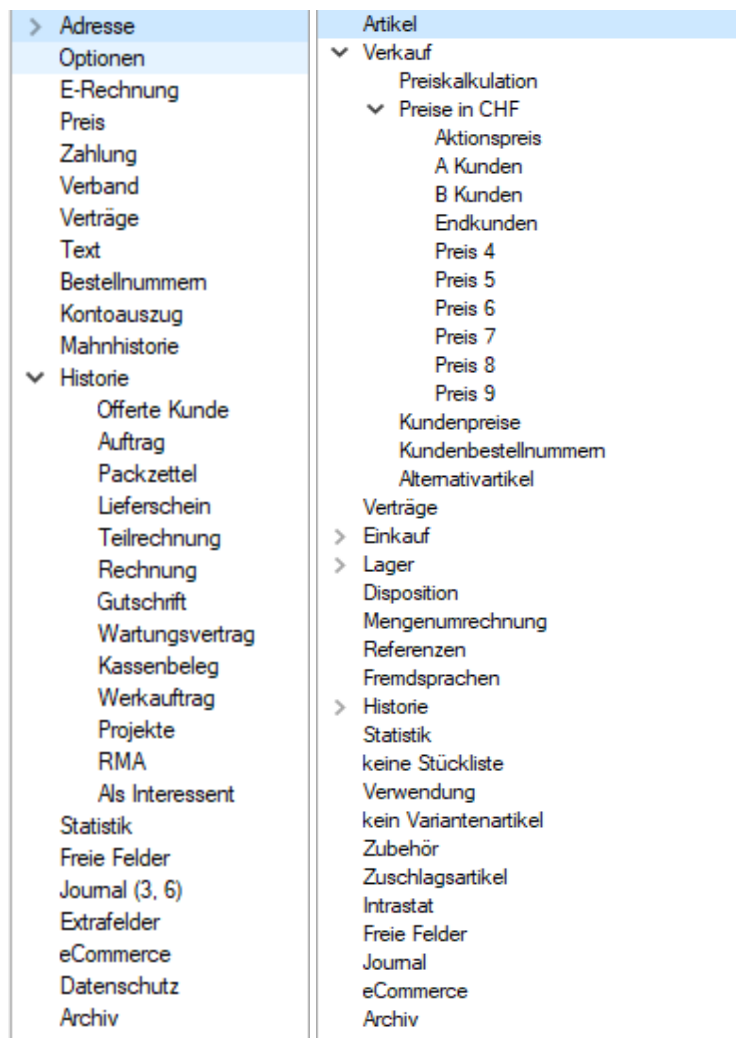 Adresse
Optionen
E-Rechnung
Preis
Zahlung
Verband
Verträge
Text
Bestellnummern
Kontoauszug
Mahnhistorie
Historie
Offerte Kunde
Auftrag
Packzettel
Lieferschein
Teilrechnung
Rechnung
Gutschrift
Wartungsvertrag
Kassenbeleg
Werkauftrag
Projekte
RMA
Als Interessent
Statistik
Freie Felder
Journal (3, 6)
Extrafelder
eCommerce
Datenschutz
Archiv
Artikel
Verkauf
Preiskalkulation
Preise in CHF
Aktionspreis
A Kunden
B Kunden
Endkunden
Preis 4
Preis 5
Preis 6
Preis 7
Preis 8
Preis 9
Kundenpreise
Kundenbestellnummern
Alternativartikel
Verträge
Einkauf
Lager
Disposition
Mengenumrechnung
Referenzen
Fremdsprachen
Historie
Statistik
keine Stückliste
Verwendung
kein Variantenartikel
Zubehör
Zuschlagsartikel
Intrastat
Freie Felder
Journal
eCommerce
Archiv